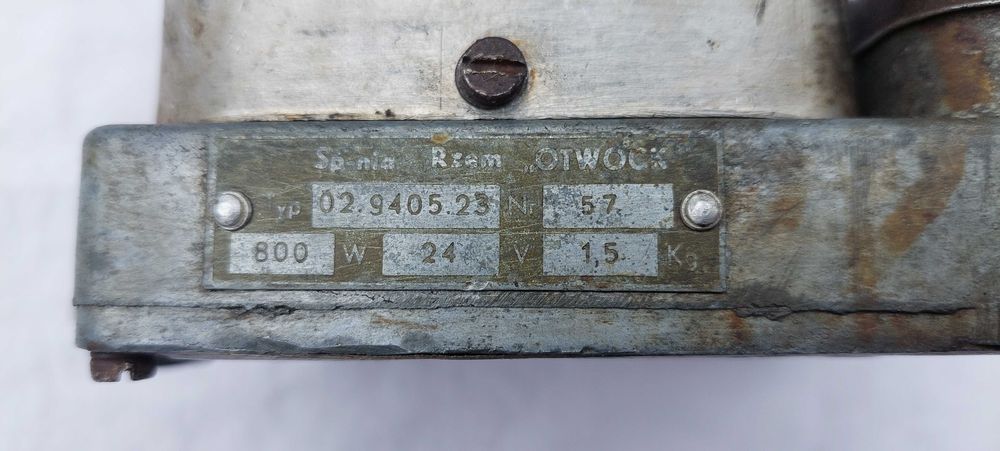 Sp-nia Rzem „OTWOCK"
Typ 02.9405.23 Nr 57
800 W 24 V 1,5 Kg